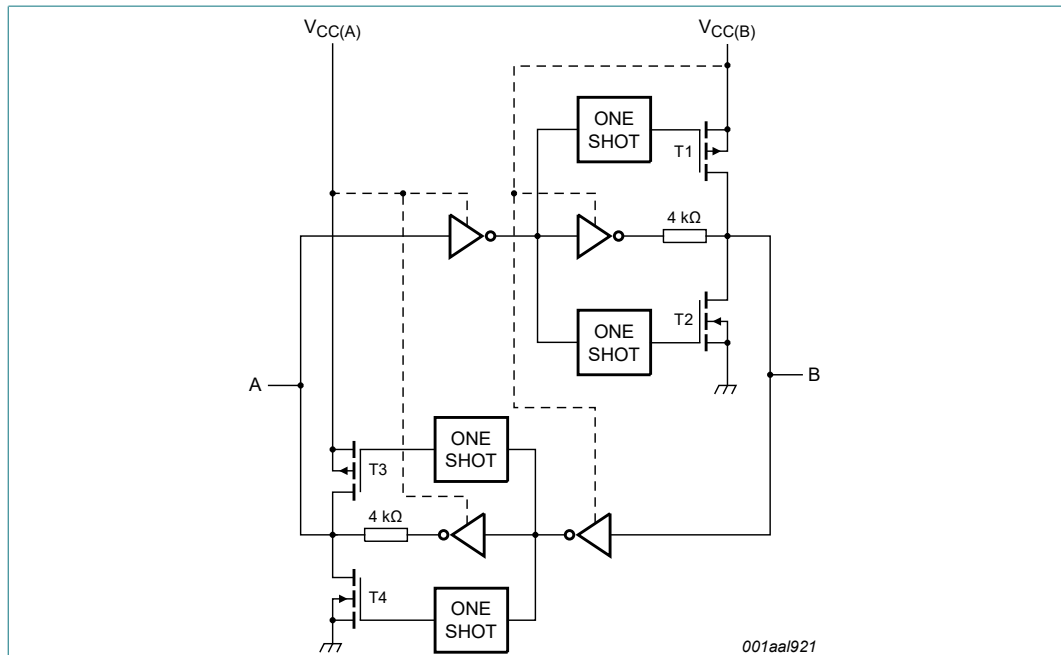 VCC(A)
VCC(B)
ONE
SHOT
T1
4 kΩ
ONE
SHOT
T2
A
B
ONE
SHOT
T3
4 kΩ
T4
ONE
SHOT
001aal921